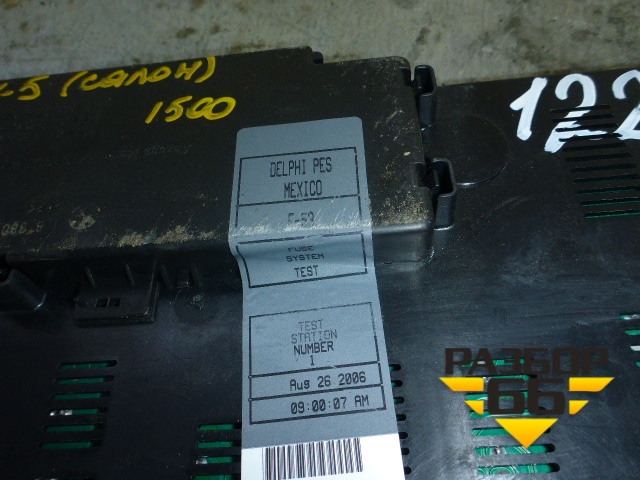 -5 (САЛОН)
1500
122
DELPHI PES
MEXICO
FUSE
SYSTEM
TEST
TEST
STATION
NUMBER
1
Aug 26 2006
09:00:07 AM
РАЗБОР
66